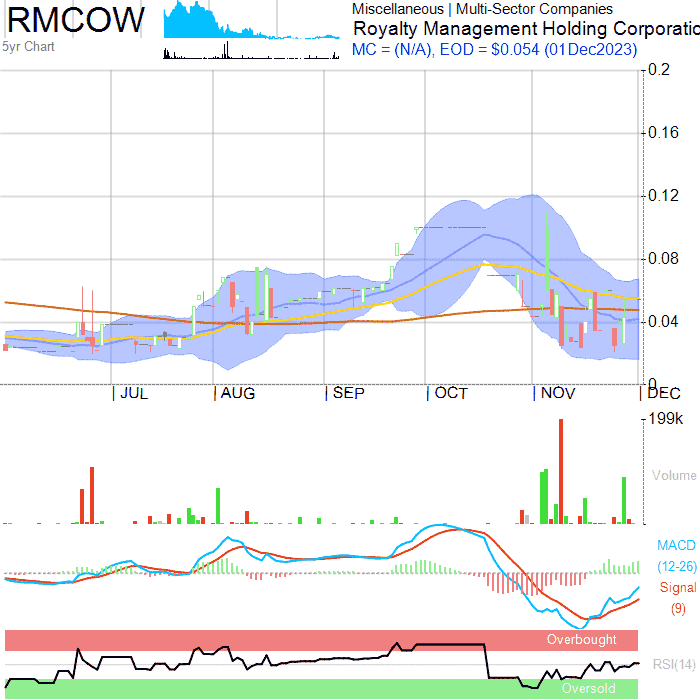 RMCOW
5yr Chart
Miscellaneous | Multi-Sector Companies
Royalty Management Holding Corporatio
MC = (N/A), EOD = $0.054 (01Dec2023)
0.2
0.16
0.12
0.08
0.04
0
JUL AUG SEP OCT NOV DEC
199k
Volume
MACD
(12-26)
Signal
(9)
Overbought
RSI(14)
Oversold